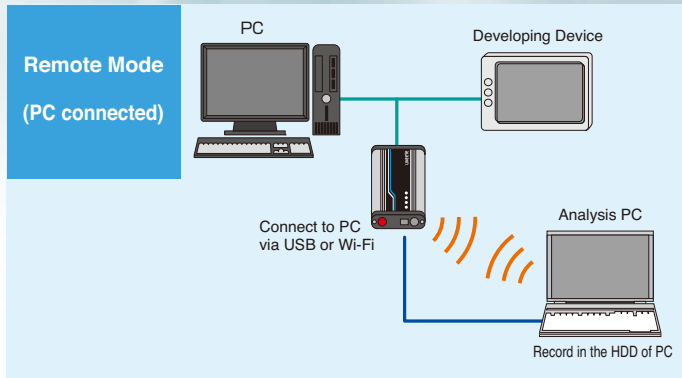 Remote Mode
(PC connected)
PC
Developing Device
Connect to PC
via USB or Wi-Fi
Analysis PC
Record in the HDD of PC